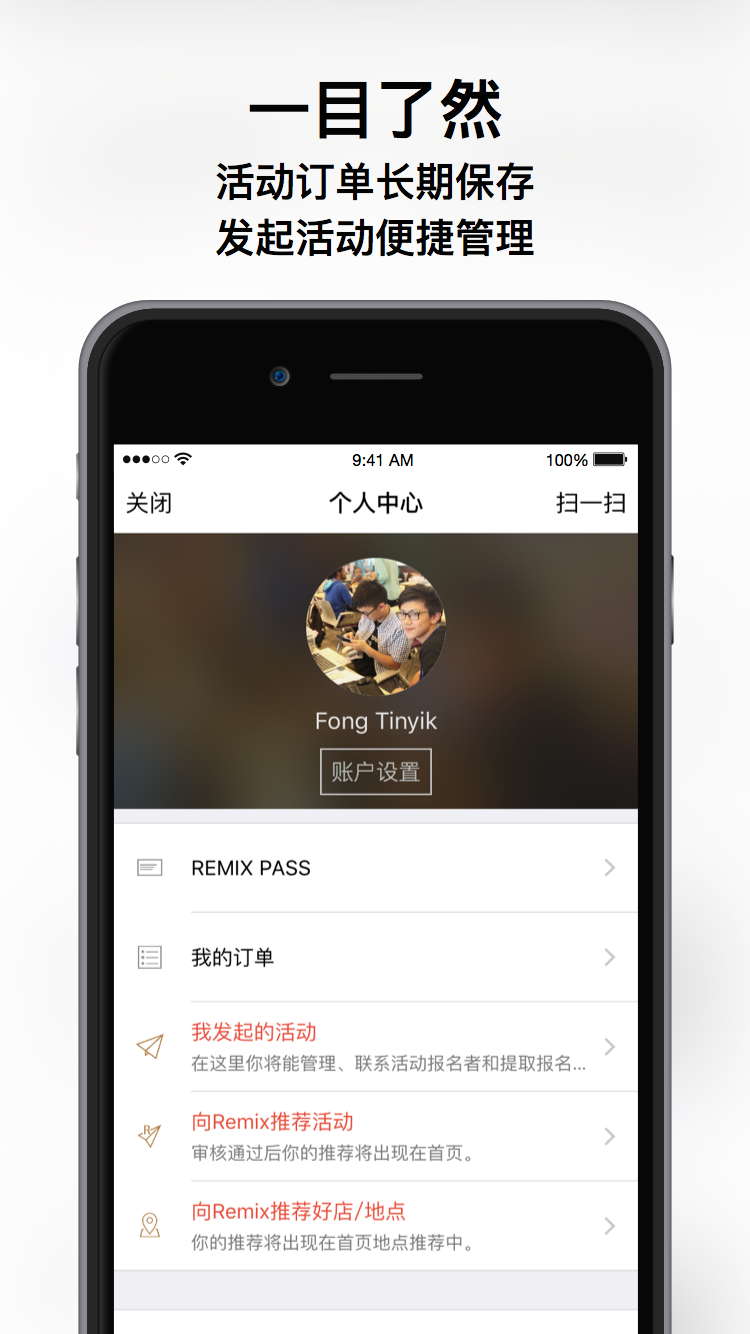 一目了然
活动订单长期保存
发起活动便捷管理
9:41 AM
100%
关闭
个人中心
扫一扫
Fong Tinyik
账户设置
REMIX PASS
我的订单
我发起的活动
在这里你将能管理、联系活动报名者和提取报名...
向Remix推荐活动
审核通过后你的推荐将出现在首页。
向Remix推荐好店/地点
你的推荐将出现在首页地点推荐中。